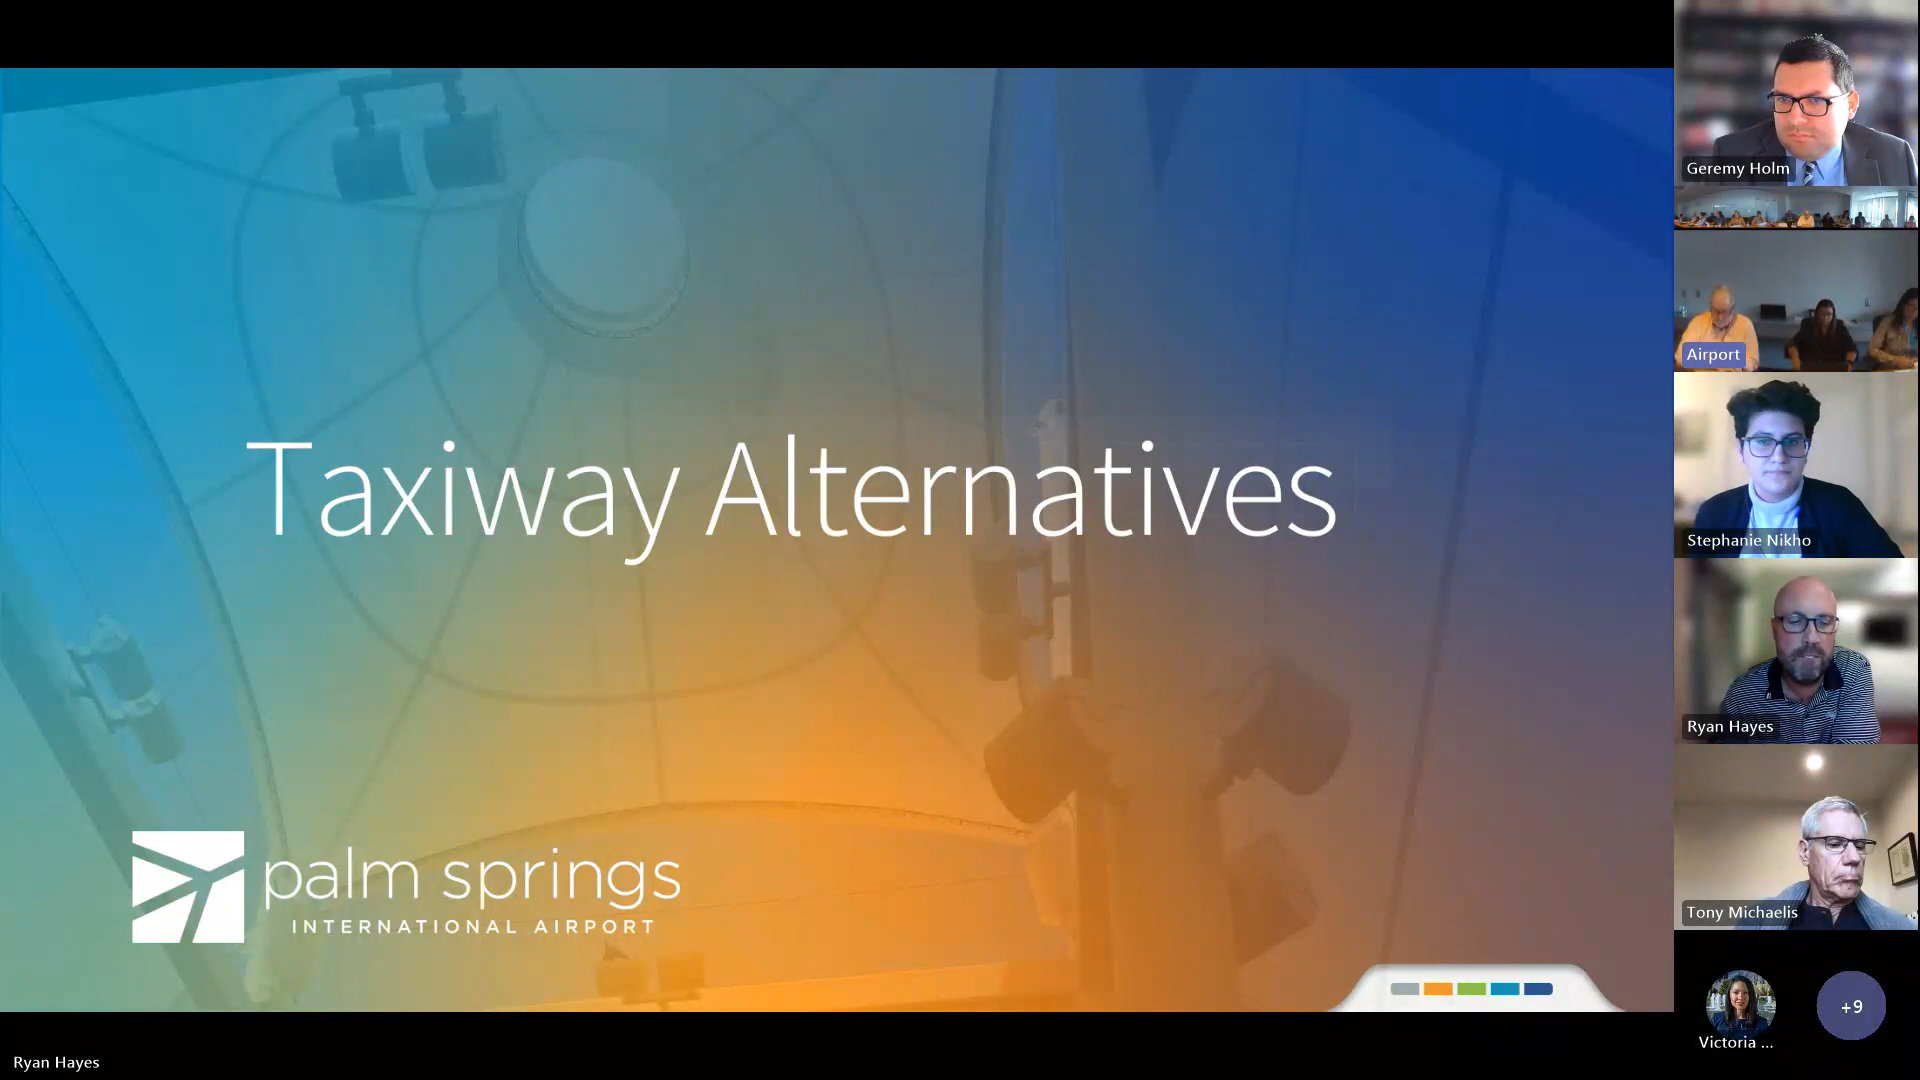 Taxiway Alternatives
palm springs
INTERNATIONAL AIRPORT
Ryan Hayes
Geremy Holm
Airport
Stephanie Nikho
Ryan Hayes
Tony Michaelis
Victoria ...
+9